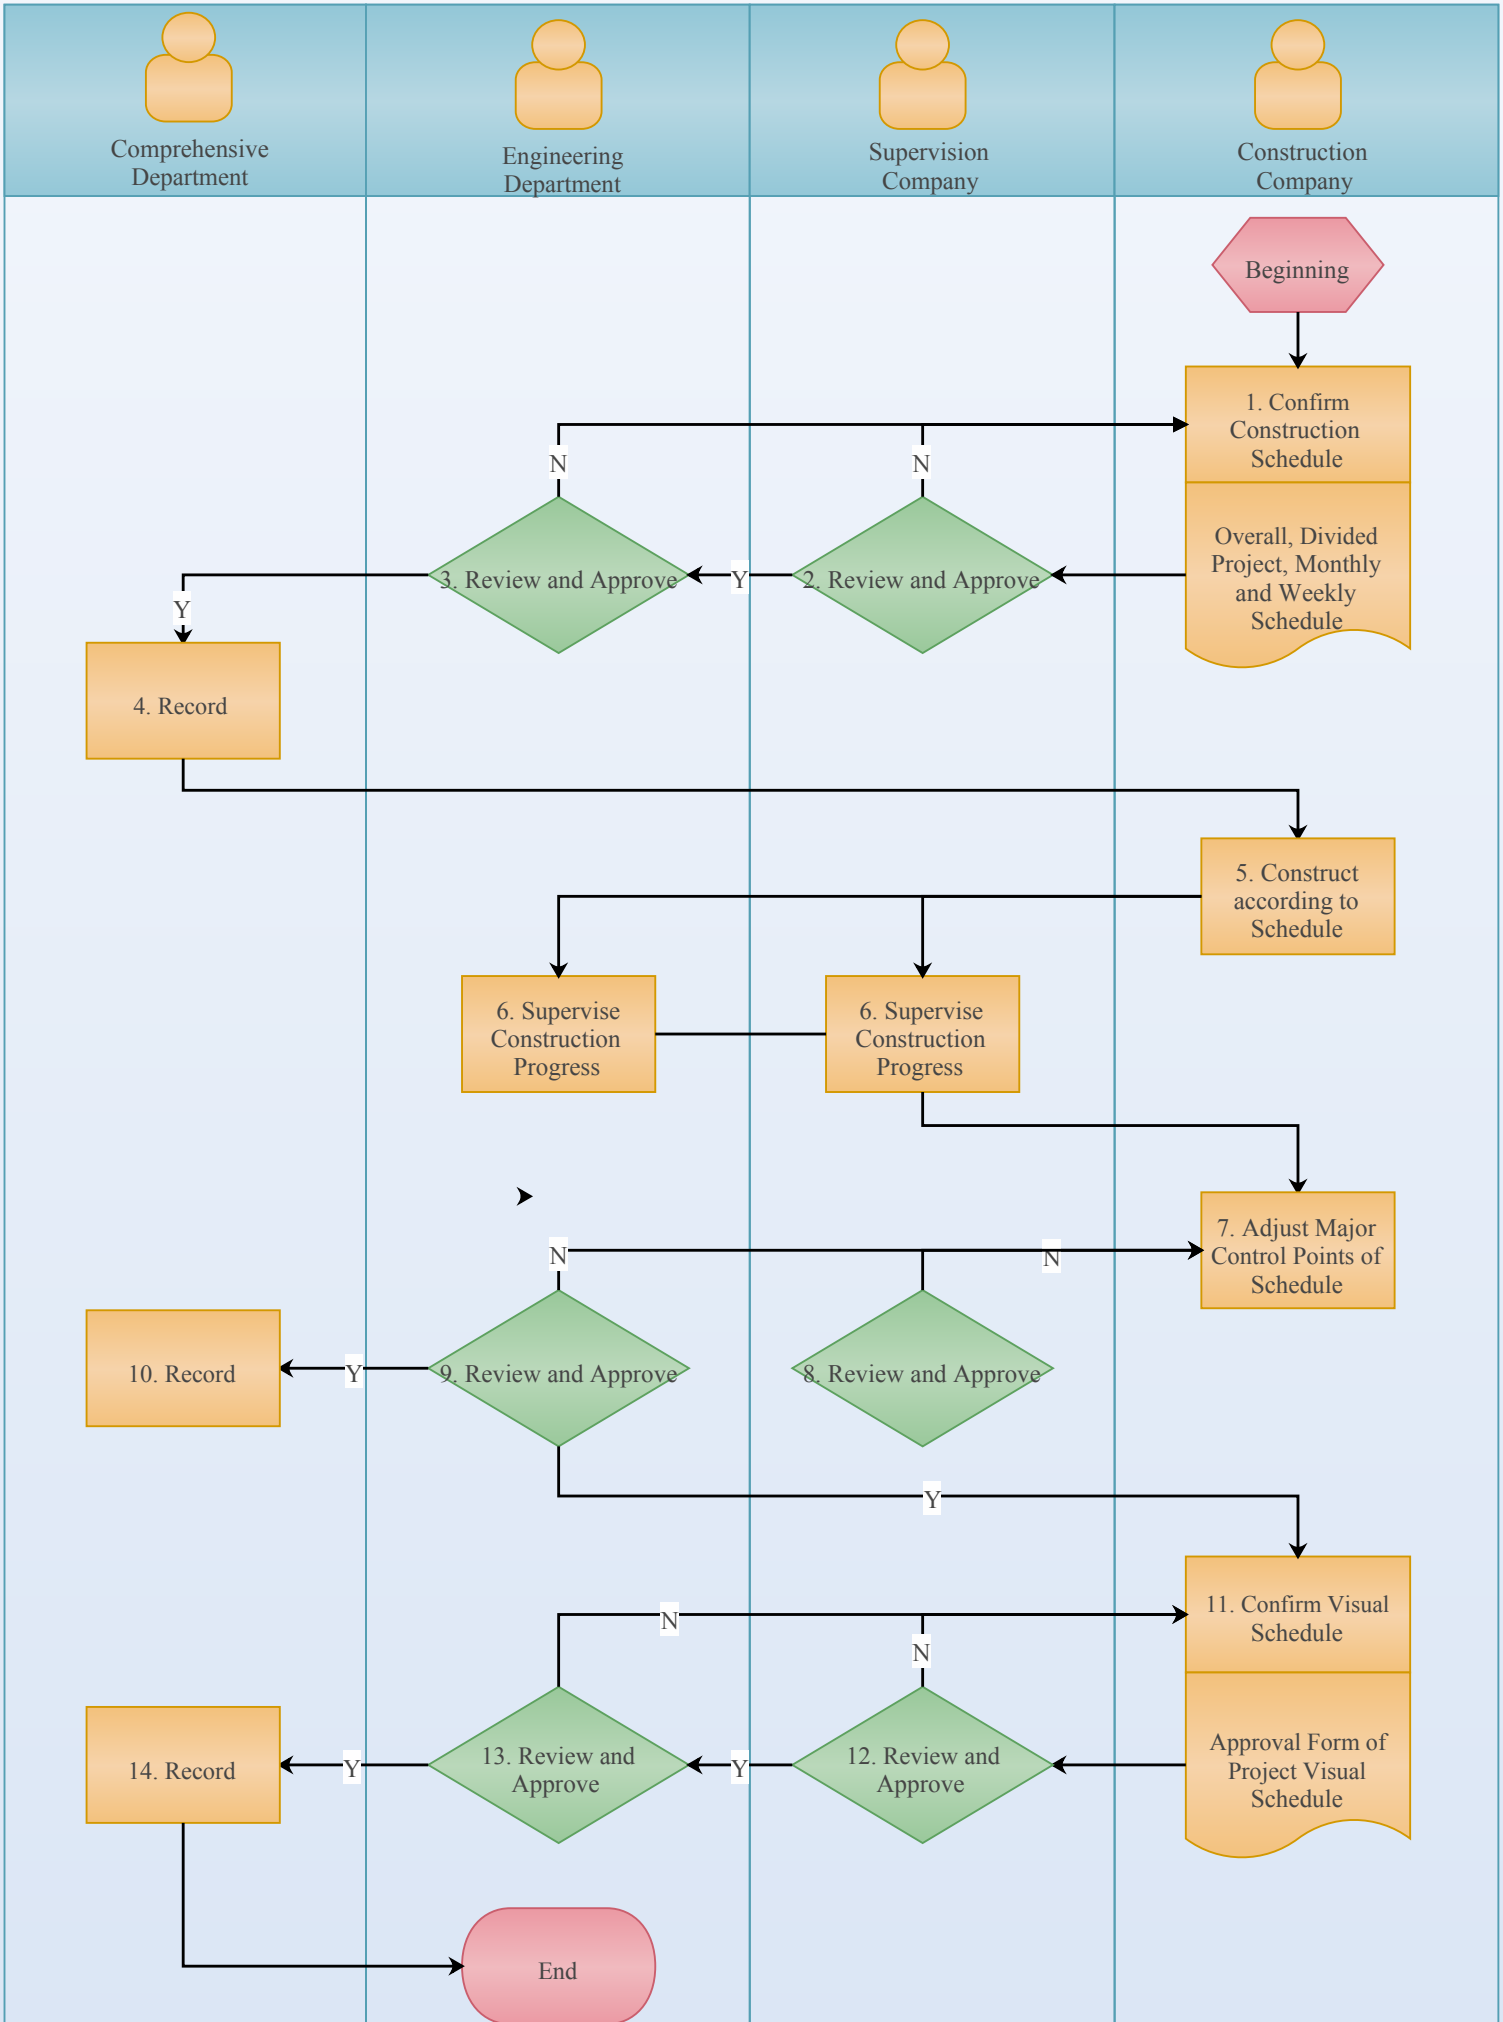 Comprehensive
Department
Engineering
Department
Supervision
Company
Construction
Company
Beginning
1. Confirm
Construction
Schedule
N
N
Overall, Divided
Project, Monthly
and Weekly
Schedule
3. Review and Approve
Y
2. Review and Approve
Y
4. Record
5. Construct
according to
Schedule
6. Supervise
Construction
Progress
6. Supervise
Construction
Progress
7. Adjust Major
Control Points of
Schedule
N
N
10. Record
Y
9. Review and Approve
8. Review and Approve
Y
11. Confirm Visual
Schedule
N
N
Approval Form of
Project Visual
Schedule
14. Record
Y
13. Review and
Approve
Y
12. Review and
Approve
End